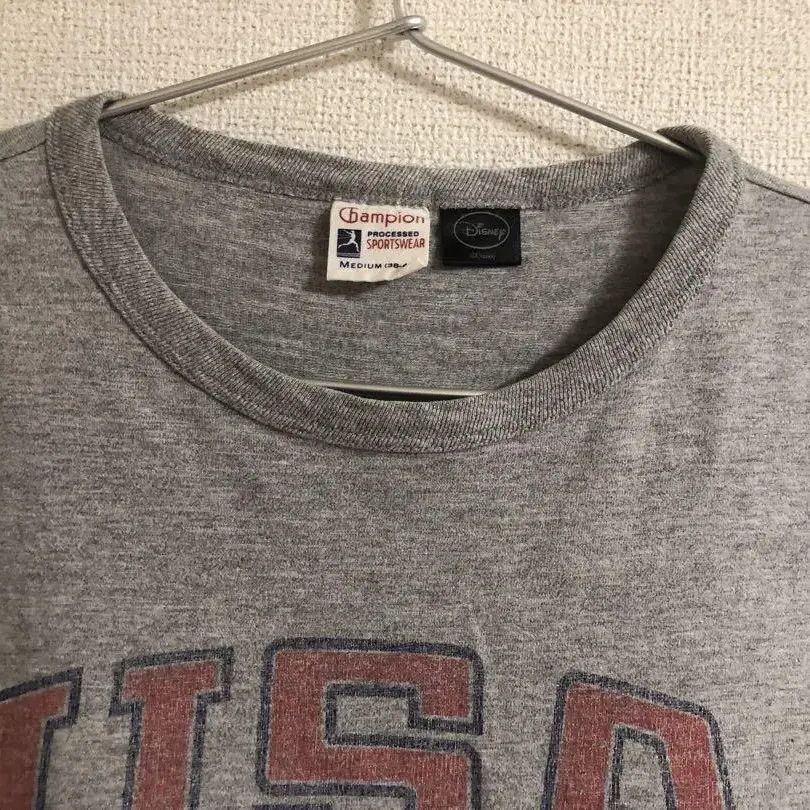 Champion
PROCESSED
SPORTSWEAR
MEDIUM (38-
Disney
USA